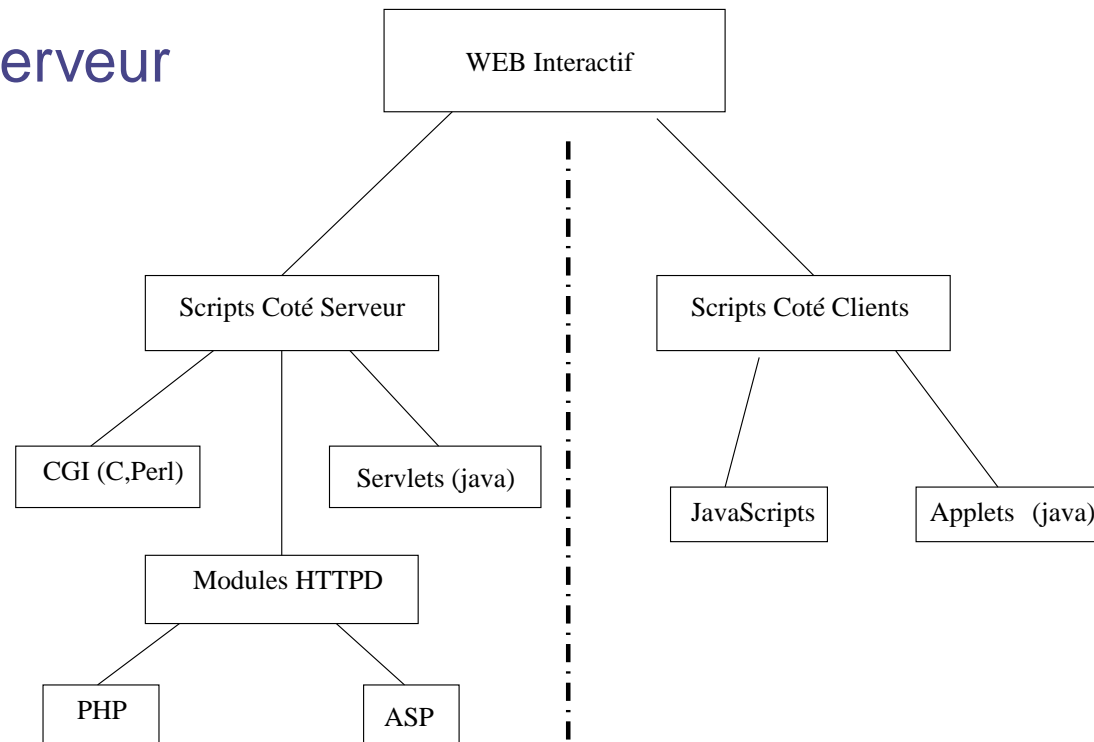 erveur
WEB Interactif
Scripts Coté Serveur
Scripts Coté Clients
CGI (C,Perl)
Servlets (java)
JavaScripts
Applets (java)
Modules HTTPD
PHP
ASP